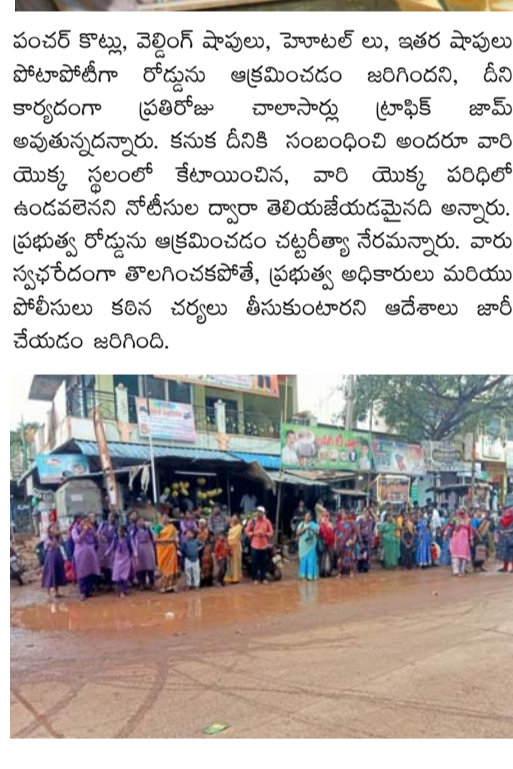 పంచర్ కొట్లు, వెల్డింగ్ షాపులు, హెూటల్ లు, ఇతర షాపులు
పోటాపోటీగా రోడ్డును ఆక్రమించడం జరిగిందని, దీని
కార్యదంగా ప్రతిరోజు చాలాసార్లు ట్రాఫిక్ జామ్
అవుతున్నదన్నారు. కనుక దీనికి సంబంధించి అందరూ వారి
యొక్క స్థలంలో కేటాయించిన, వారి యొక్క పరిధిలో
ఉండవలెనని నోటీసుల ద్వారా తెలియజేయడమైనది అన్నారు.
ప్రభుత్వ రోడ్డును ఆక్రమించడం చట్టరీత్యా నేరమన్నారు. వారు
స్వఛరేదంగా తొలగించకపోతే, ప్రభుత్వ అధికారులు మరియు
పోలీసులు కఠిన చర్యలు తీసుకుంటారని ఆదేశాలు జారీ
చేయడం జరిగింది.